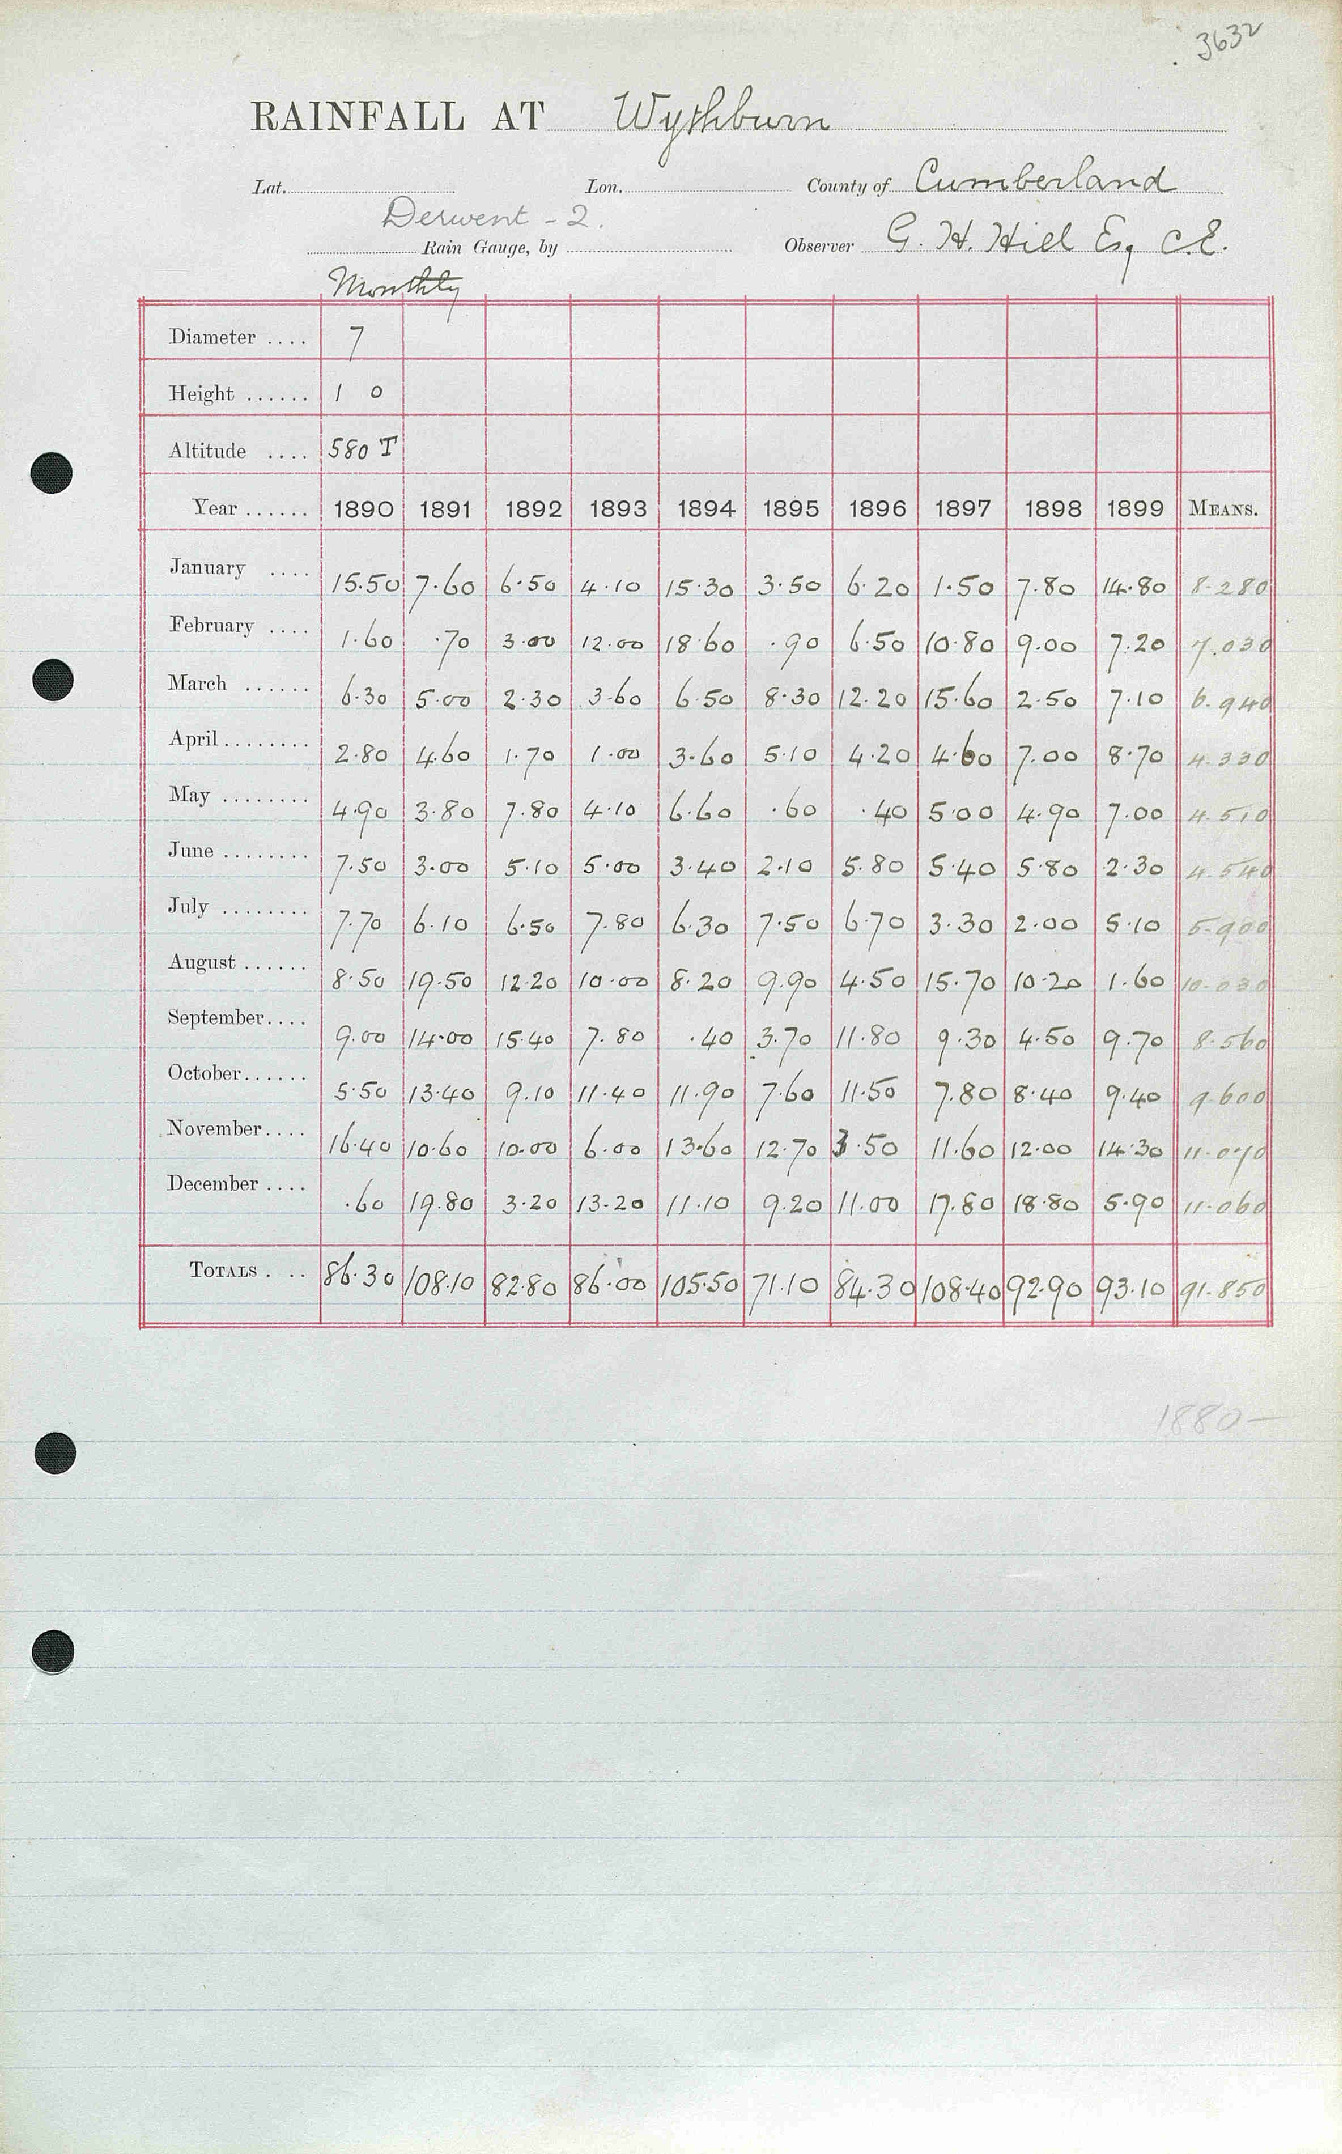 3632
RAINFALL AT Wythburn
Lat. Lon. County of Cumberland
Derwent - 2.
Rain Gauge, by Observer G. H. Hill Esq C.E.
Monthly
Diameter .... 7
Height ...... 1 0
Altitude .... 580 T
Year ...... 1890 1891 1892 1893 1894 1895 1896 1897 1898 1899 MEANS.
January .... 15.50 7.60 6.50 4.10 15.30 3.50 6.20 1.50 7.80 14.80 8.280
February .... 1.60 .70 3.00 12.00 18.60 .90 6.50 10.80 9.00 7.20 7.030
March ...... 6.30 5.00 2.30 3.60 6.50 8.30 12.20 15.60 2.50 7.10 6.940
April ........ 2.80 4.60 1.70 1.00 3.60 5.10 4.20 4.60 7.00 8.70 4.330
May ........ 4.90 3.80 7.80 4.10 6.60 .60 .40 5.00 4.90 7.00 4.510
June ........ 7.50 3.00 5.10 5.00 3.40 2.10 5.80 5.40 5.80 2.30 4.540
July ........ 7.70 6.10 6.50 7.80 6.30 7.50 6.70 3.30 2.00 5.10 5.900
August ...... 8.50 19.50 12.20 10.00 8.20 9.90 4.50 15.70 10.20 1.60 10.030
September .... 9.00 14.00 15.40 7.80 .40 3.70 11.80 9.30 4.50 9.70 8.560
October ...... 5.50 13.40 9.10 11.40 11.90 7.60 11.50 7.80 8.40 9.40 9.600
November .... 16.40 10.60 10.00 6.00 13.60 12.70 3.50 11.60 12.00 14.30 11.070
December .... .60 19.80 3.20 13.20 11.10 9.20 11.00 17.80 18.80 5.90 11.060
TOTALS . .. 86.30 108.10 82.80 86.00 105.50 71.10 84.30 108.40 92.90 93.10 91.850
1880—